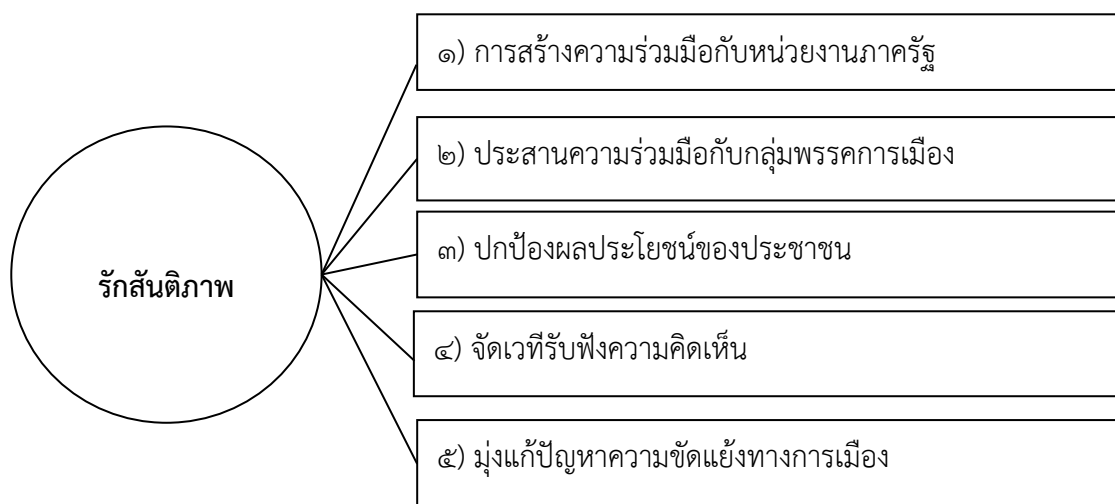 ๑) การสร้างความร่วมมือกับหน่วยงานภาครัฐ
๒) ประสานความร่วมมือกับกลุ่มพรรคการเมือง
๓) ปกป้องผลประโยชน์ของประชาชน
รักสันติภาพ
๔) จัดเวทีรับฟังความคิดเห็น
๕) มุ่งแก้ปัญหาความขัดแย้งทางการเมือง